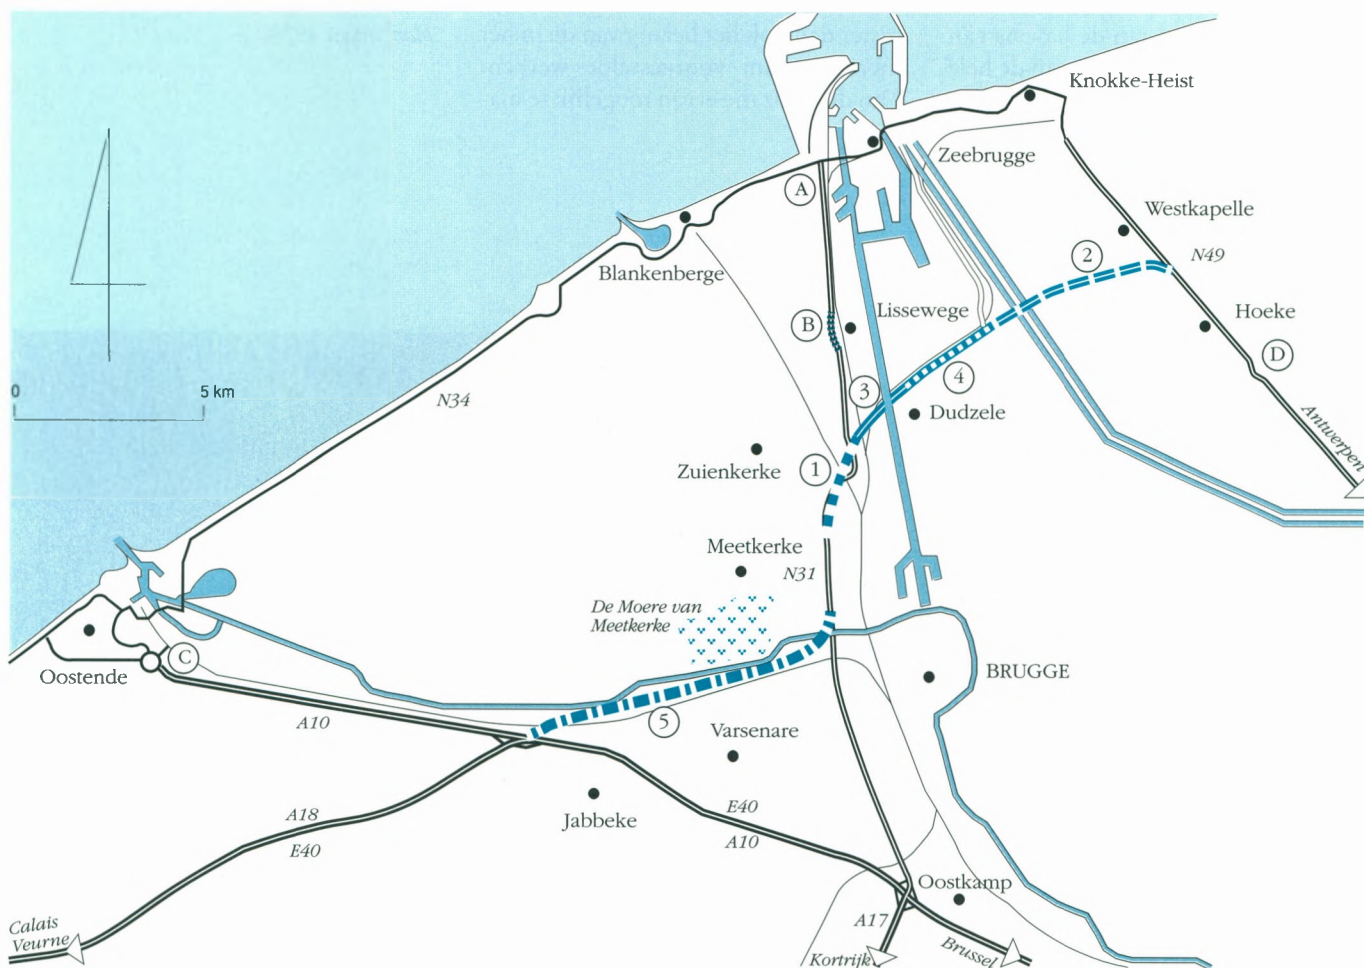 Knokke-Heist
Zeebrugge
A
Westkapelle
N49
2
Blankenberge
Lissewege
Hoeke
B
D
0
5 km
N34
3
4
Dudzele
Antwerpen
Zuienkerke
1
Meetkerke
N31
De Moere van
Meetkerke
C
Oostende
BRUGGE
A10
5
Varsenare
A18
E40
Jabbeke
E40
A10
Oostkamp
A17
Calais
Veurne
Kortrijk
Brussel